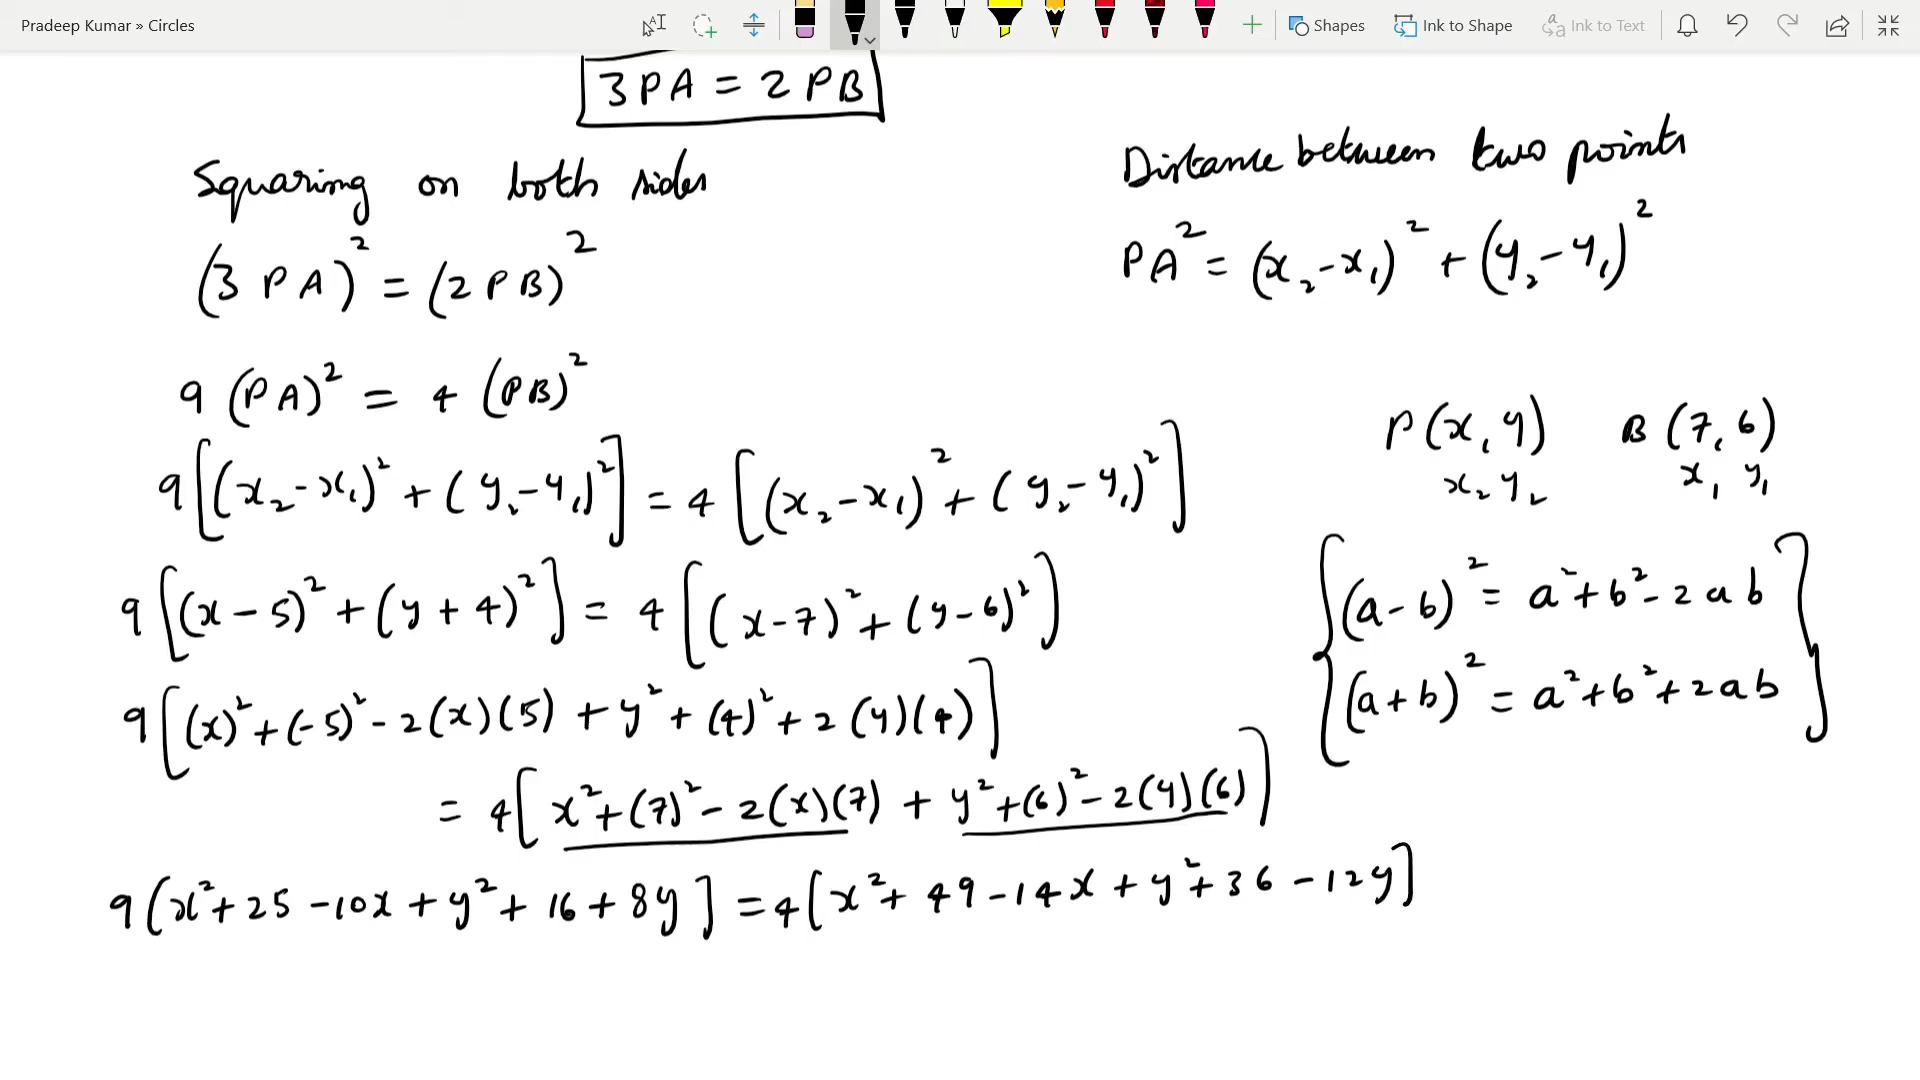 Pradeep Kumar » Circles
Shapes
Ink to Shape
Ink to Text
3PA = 2PB
Squaring on both sides
(3PA)² = (2PB)²
9(PA)² = 4(PB)²
9[(x₂-x₁)² + (y₂-y₁)²] = 4[(x₂-x₁)² + (y₂-y₁)²]
9[(x-5)² + (y+4)²] = 4[(x-7)² + (y-6)²]
9[(x)² + (-5)² - 2(x)(5) + y² + (4)² + 2(y)(4)]
= 4[x² + (7)² - 2(x)(7) + y² + (6)² - 2(y)(6)]
9[x² + 25 - 10x + y² + 16 + 8y] = 4[x² + 49 - 14x + y² + 36 - 12y]
Distance between two points
PA² = (x₂-x₁)² + (y₂-y₁)²
P(x,y) B(7,6)
x₂ y₂ x₁ y₁
(a-b)² = a² + b² - 2ab
(a+b)² = a² + b² + 2ab